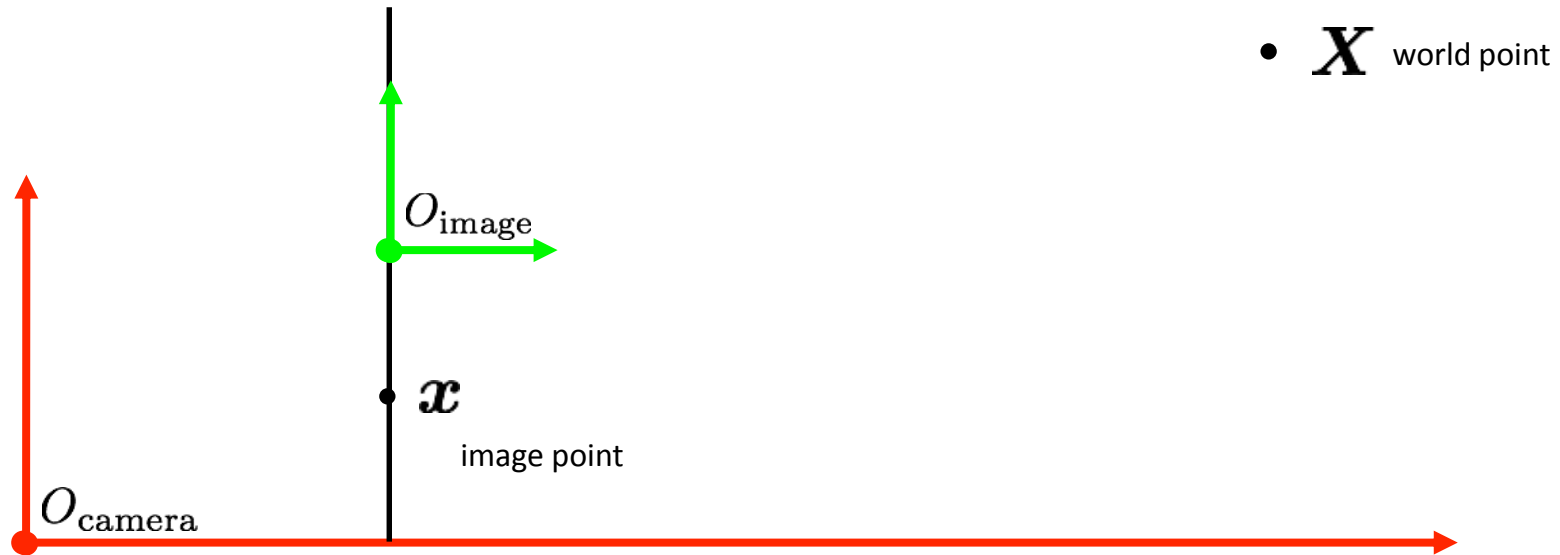 X world point
O_image
x
image point
O_camera